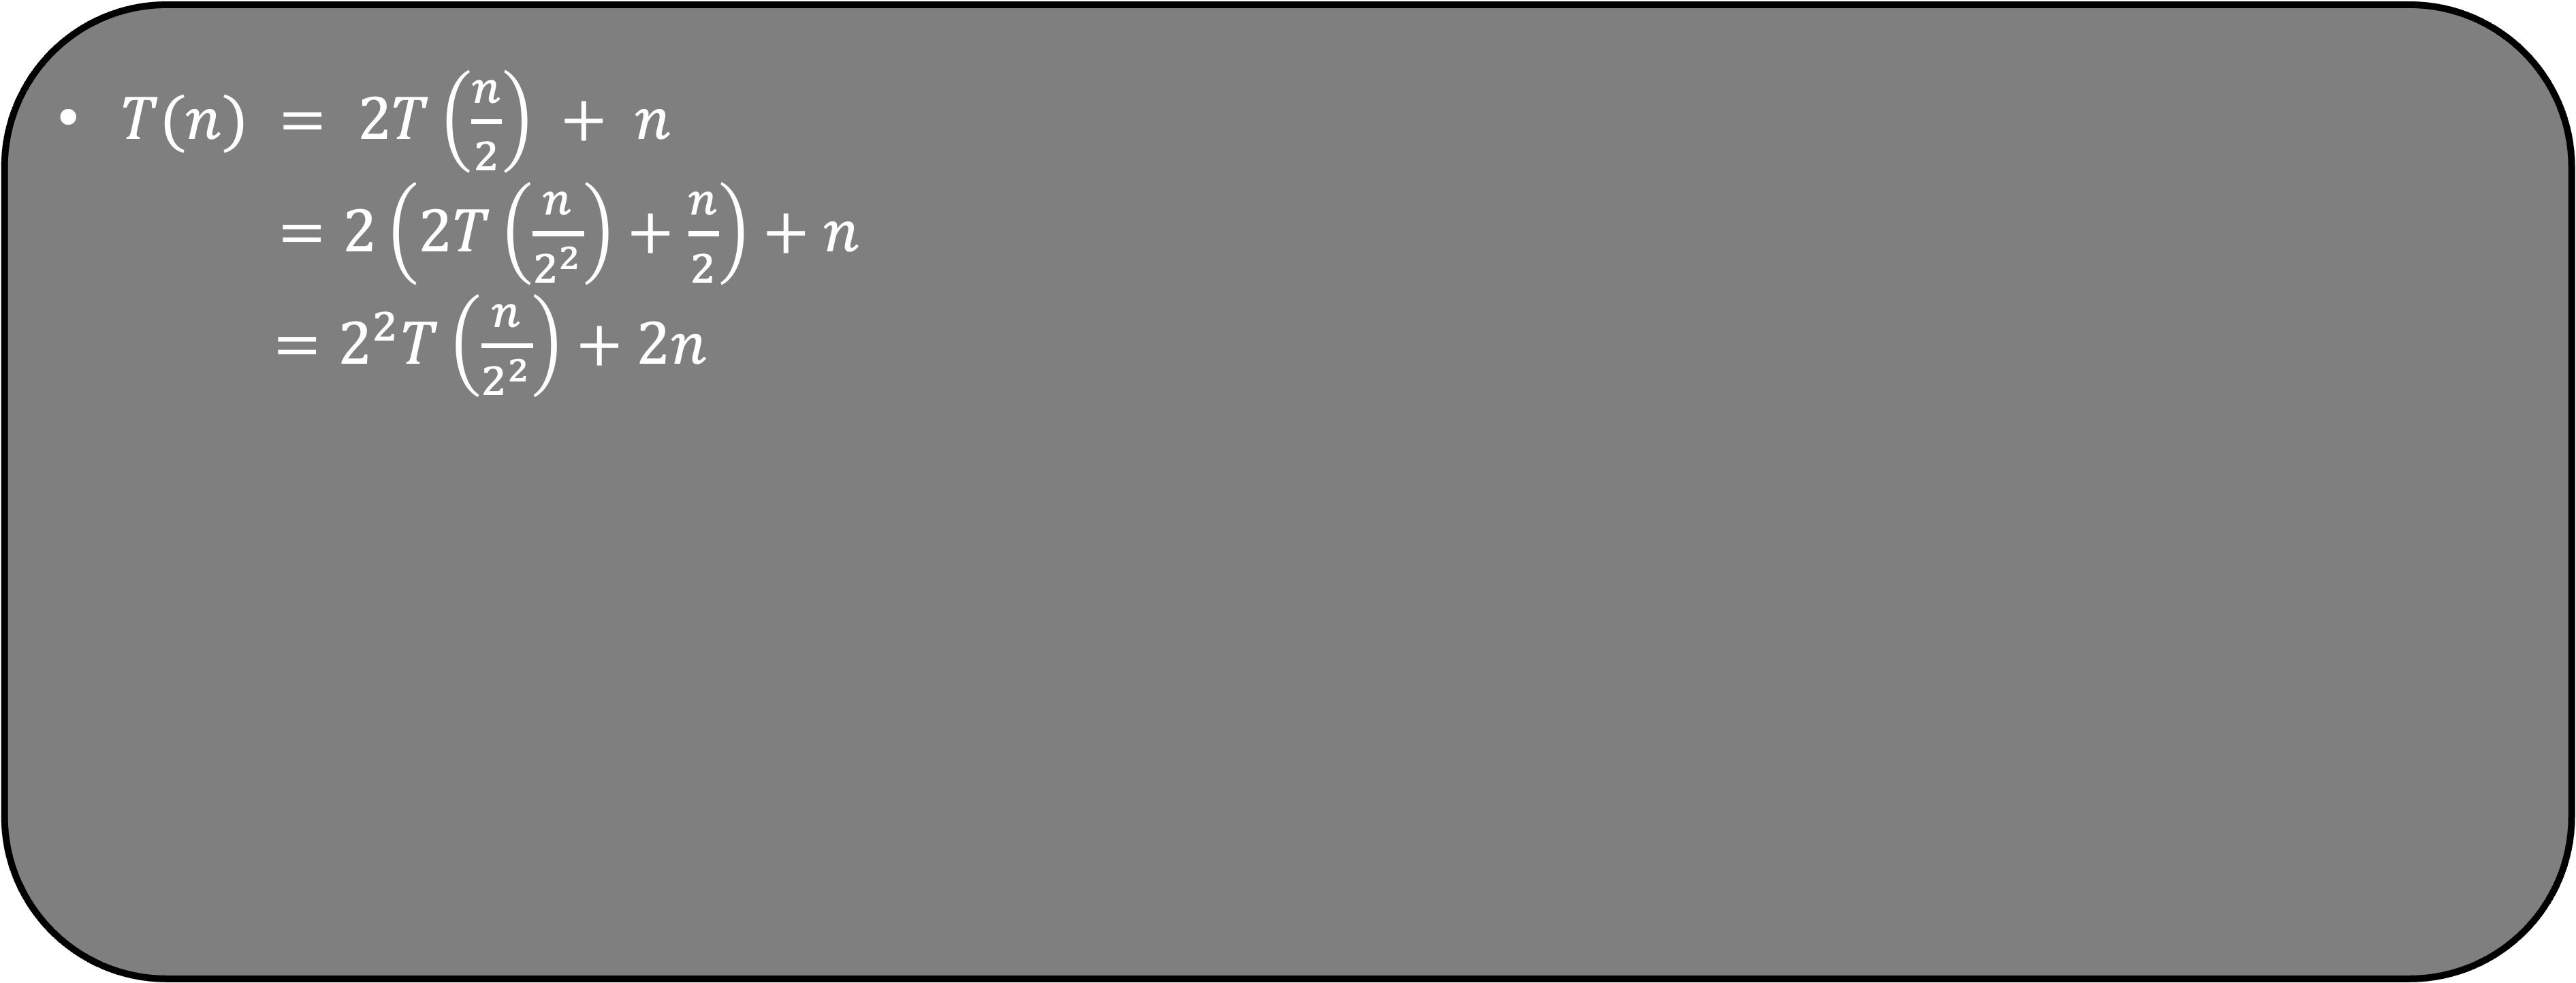 • T(n) = 2T(n/2) + n
= 2(2T(n/2²) + n/2) + n
= 2²T(n/2²) + 2n